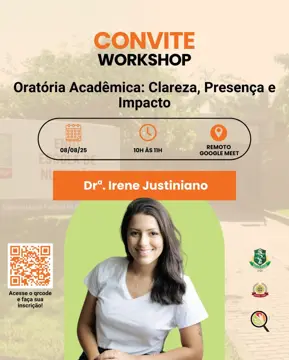 CONVITE
WORKSHOP
Oratória Acadêmica: Clareza, Presença e
Impacto
08/08/25
10H ÀS 11H
REMOTO
GOOGLE MEET
Drª. Irene Justiniano
Acesse o qrcode
e faça sua
inscrição!